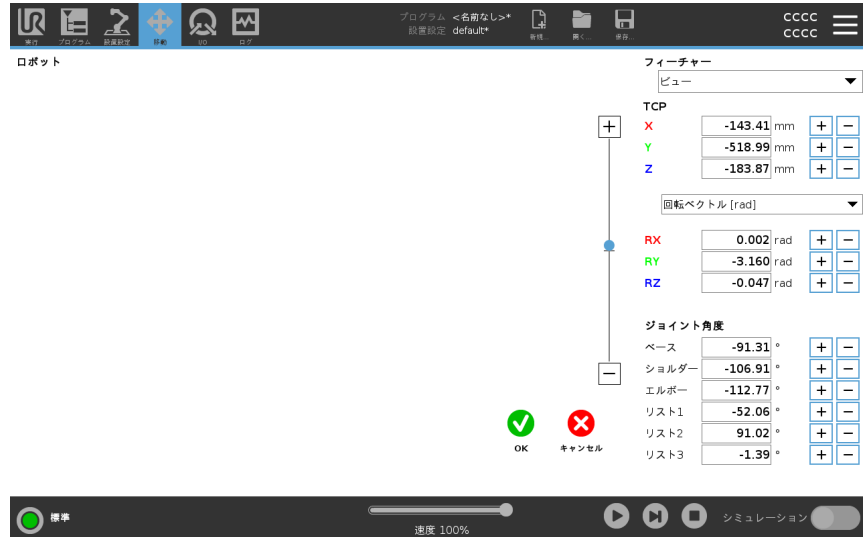 プログラム <名前なし>*
設置設定 default*
実行 プログラム 設置設定 移動 I/O ログ
新規... 開く... 保存...
cccc
cccc
ロボット
フィーチャー
ビュー
TCP
X -143.41 mm + −
Y -518.99 mm + −
Z -183.87 mm + −
回転ベクトル [rad]
RX 0.002 rad + −
RY -3.160 rad + −
RZ -0.047 rad + −
ジョイント角度
ベース -91.31 ° + −
ショルダー -106.91 ° + −
エルボー -112.77 ° + −
リスト1 -52.06 ° + −
リスト2 91.02 ° + −
リスト3 -1.39 ° + −
OK キャンセル
標準
速度 100%
シミュレーション